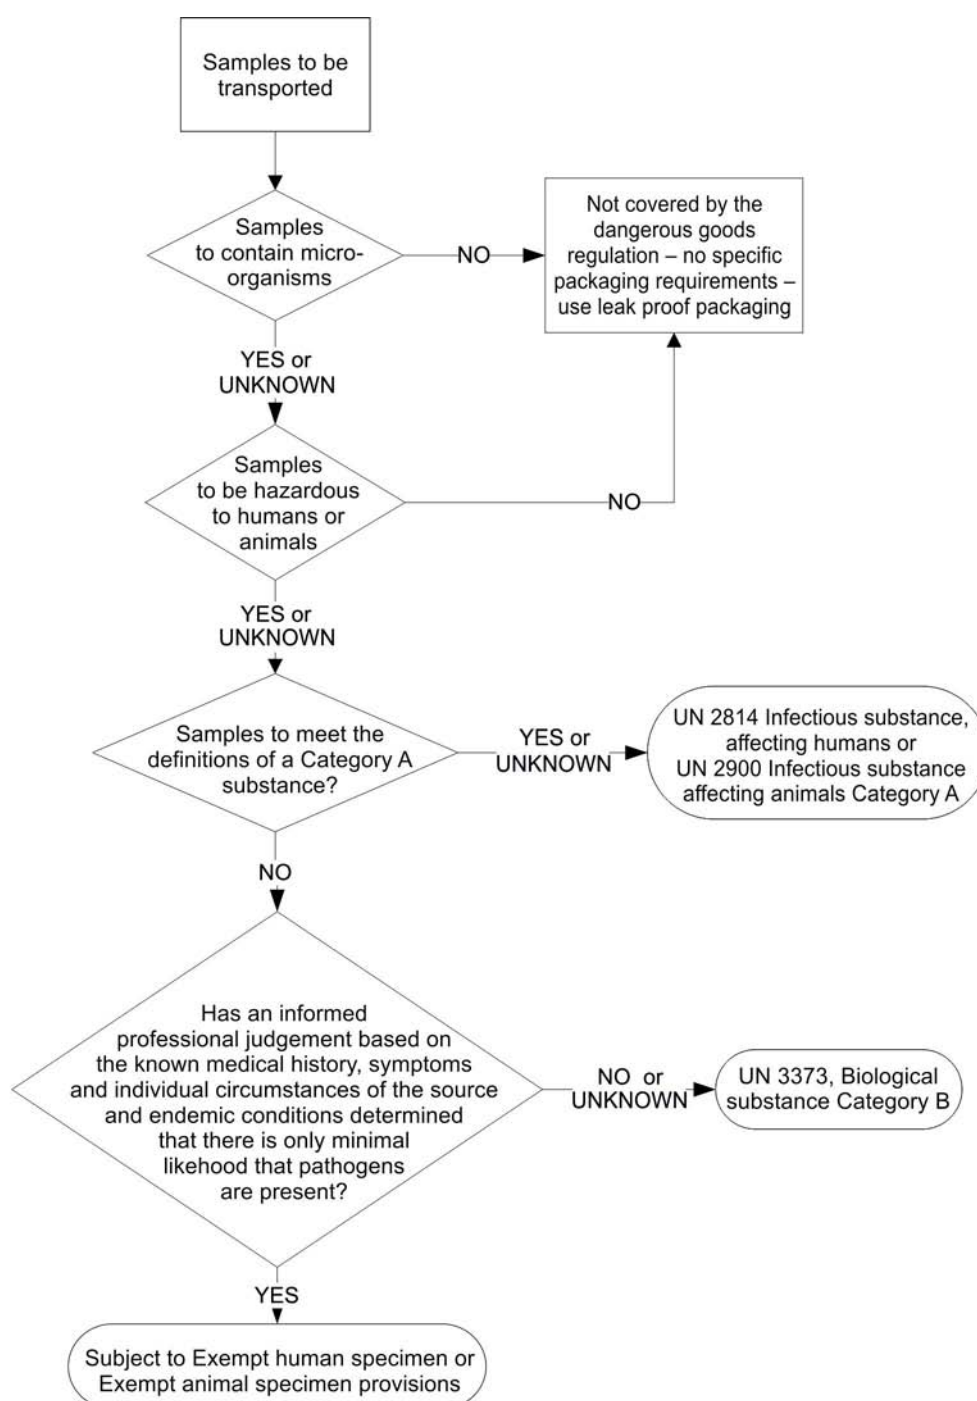 Samples to be
transported
Samples
to contain micro-
organisms
NO
Not covered by the
dangerous goods
regulation – no specific
packaging requirements –
use leak proof packaging
YES or
UNKNOWN
Samples
to be hazardous
to humans or
animals
NO
YES or
UNKNOWN
Samples to meet the
definitions of a Category A
substance?
YES or
UNKNOWN
UN 2814 Infectious substance,
affecting humans or
UN 2900 Infectious substance
affecting animals Category A
NO
Has an informed
professional judgement based on
the known medical history, symptoms
and individual circumstances of the source
and endemic conditions determined
that there is only minimal
likehood that pathogens
are present?
NO or
UNKNOWN
UN 3373, Biological
substance Category B
YES
Subject to Exempt human specimen or
Exempt animal specimen provisions